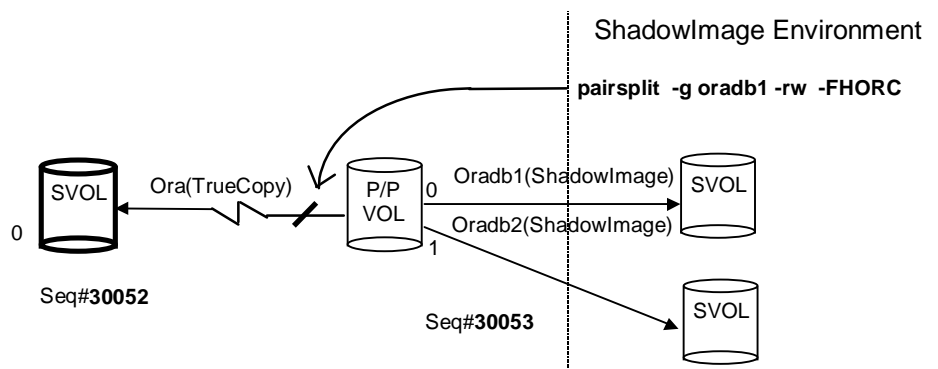 ShadowImage Environment
pairsplit -g oradb1 -rw -FHORC
SVOL
Ora(TrueCopy)
P/P
VOL
0
Oradb1(ShadowImage)
SVOL
0
Oradb2(ShadowImage)
1
Seq#30052
Seq#30053
SVOL